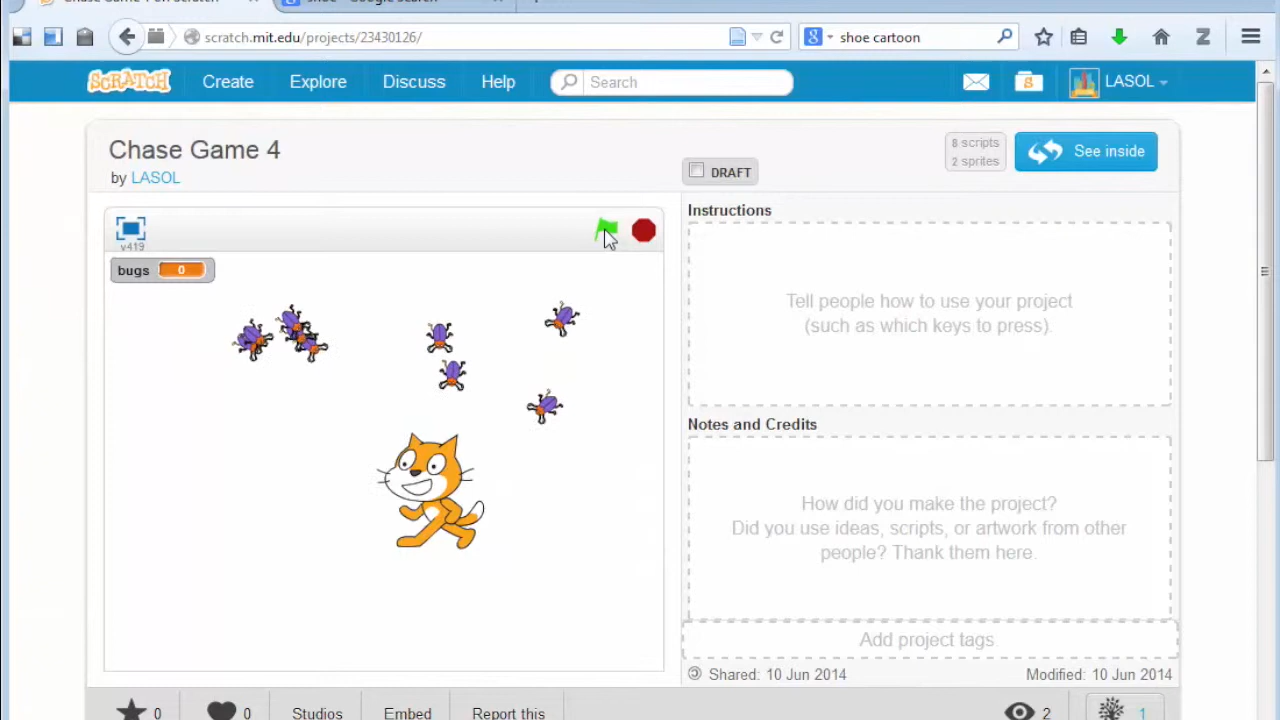 scratch.mit.edu/projects/23430126/
shoe cartoon
SCRATCH
Create
Explore
Discuss
Help
Search
LASOL
Chase Game 4
by LASOL
DRAFT
8 scripts
2 sprites
See inside
v419
bugs 0
Instructions
Tell people how to use your project
(such as which keys to press).
Notes and Credits
How did you make the project?
Did you use ideas, scripts, or artwork from other
people? Thank them here.
Add project tags.
Shared: 10 Jun 2014
Modified: 10 Jun 2014
0
0
Studios
Embed
Report this
2
1